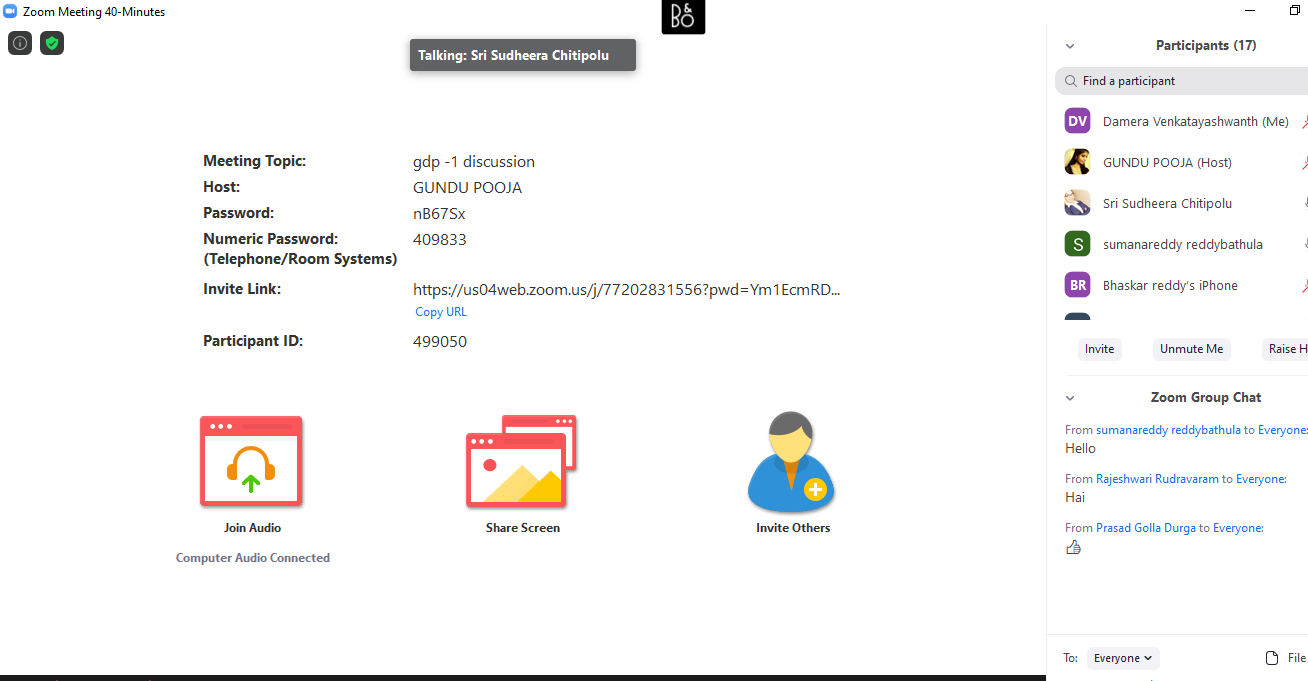 Zoom Meeting 40-Minutes
B&O
Talking: Sri Sudheera Chitipolu
Meeting Topic: gdp -1 discussion
Host: GUNDU POOJA
Password: nB67Sx
Numeric Password: 409833
(Telephone/Room Systems)
Invite Link: https://us04web.zoom.us/j/77202831556?pwd=Ym1EcmRD...
Copy URL
Participant ID: 499050
Join Audio
Computer Audio Connected
Share Screen
Invite Others
Participants (17)
Find a participant
DV Damera Venkatayashwanth (Me)
GUNDU POOJA (Host)
Sri Sudheera Chitipolu
S sumanareddy reddybathula
BR Bhaskar reddy’s iPhone
Invite Unmute Me Raise H
Zoom Group Chat
From sumanareddy reddybathula to Everyone:
Hello
From Rajeshwari Rudravaram to Everyone:
Hai
From Prasad Golla Durga to Everyone:
To: Everyone File